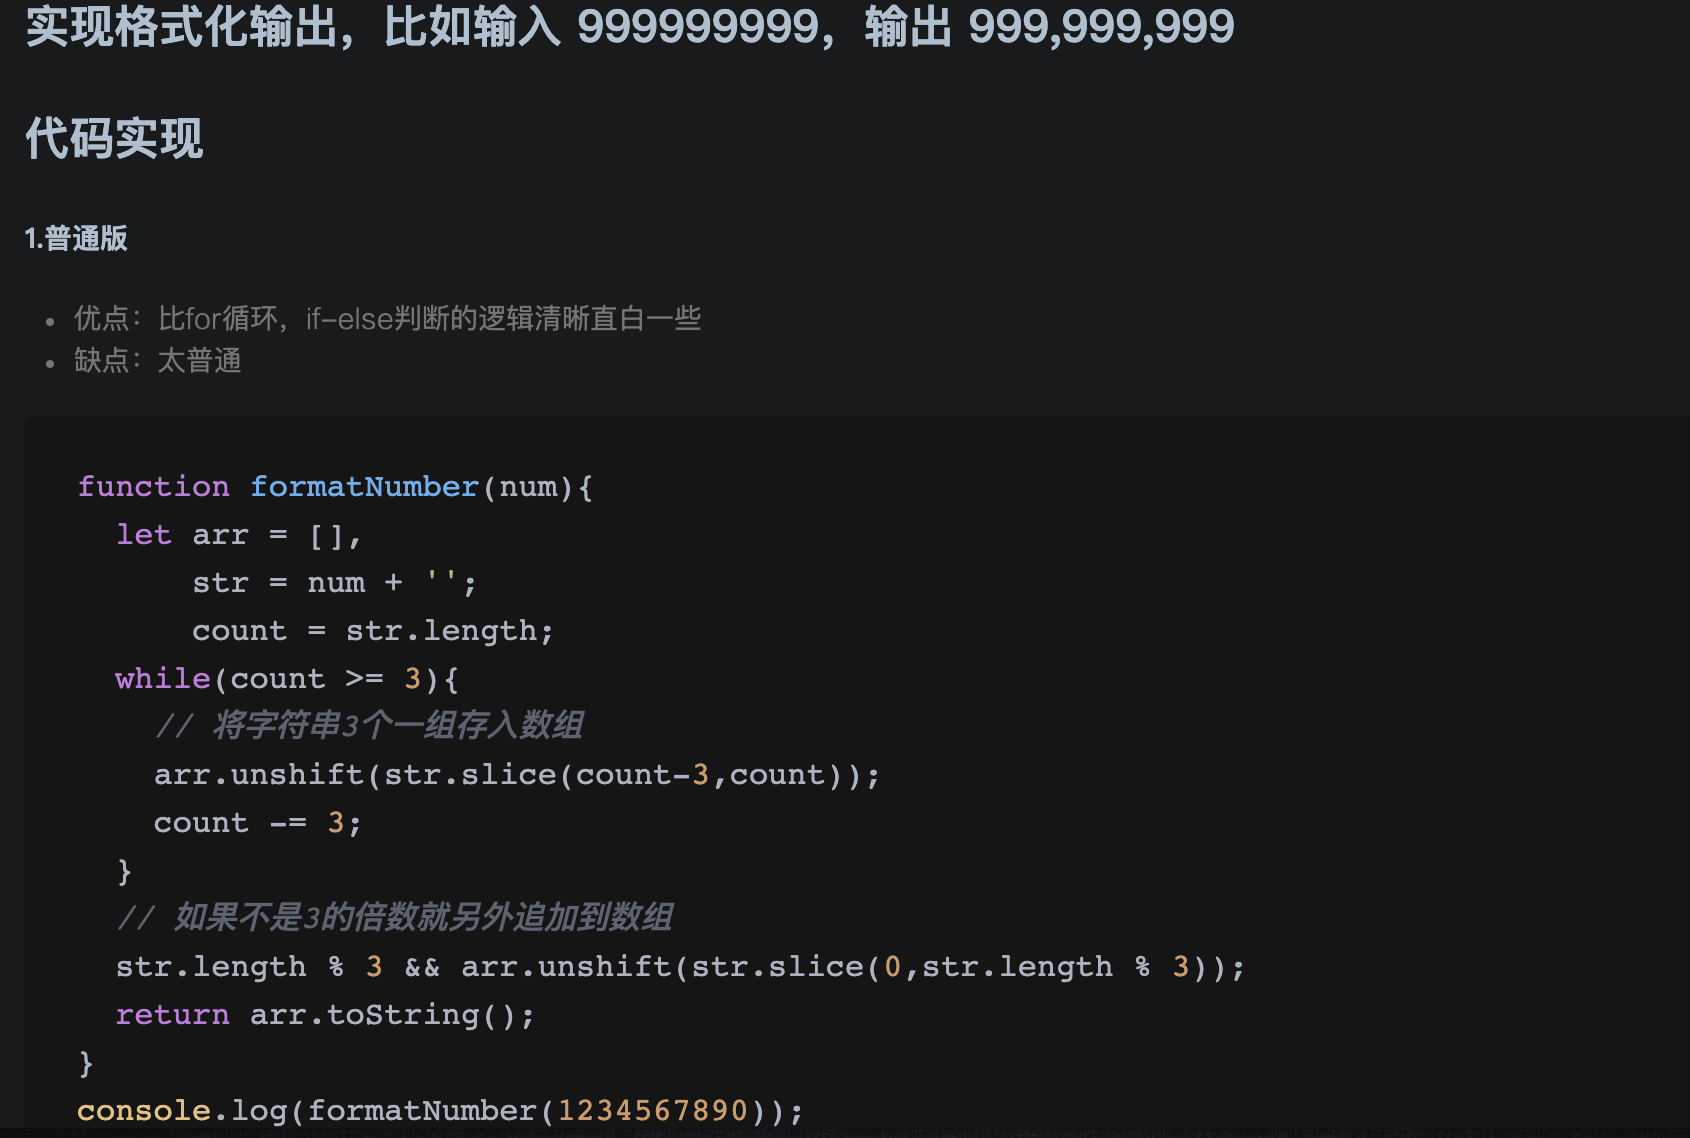 实现格式化输出，比如输入 999999999，输出 999,999,999
代码实现
1.普通版
• 优点：比for循环，if-else判断的逻辑清晰直白一些
• 缺点：太普通
function formatNumber(num){
  let arr = [],
      str = num + '';
      count = str.length;
  while(count >= 3){
    // 将字符串3个一组存入数组
    arr.unshift(str.slice(count-3,count));
    count -= 3;
  }
  // 如果不是3的倍数就另外追加到数组
  str.length % 3 && arr.unshift(str.slice(0,str.length % 3));
  return arr.toString();
}
console.log(formatNumber(1234567890));